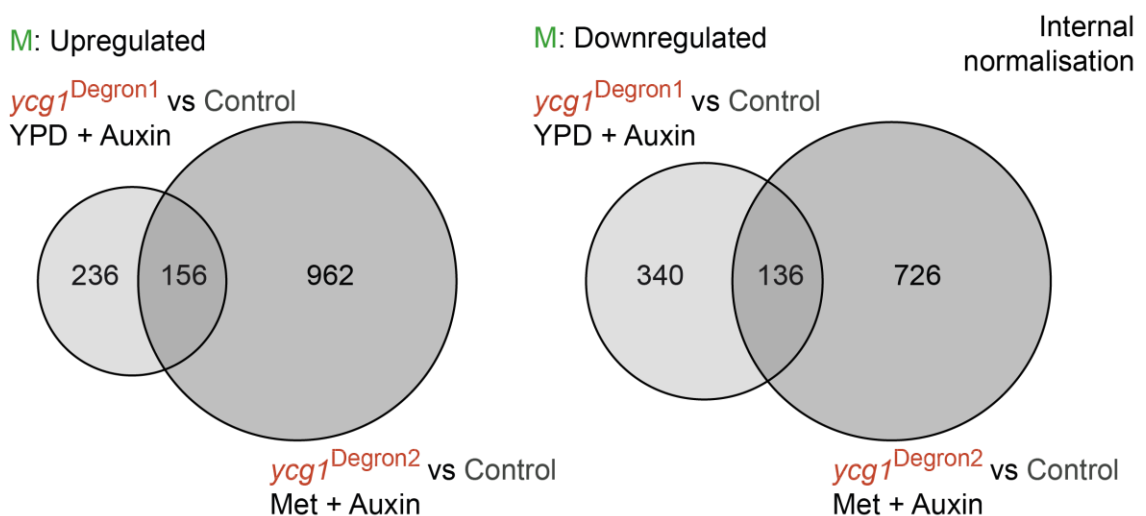 M: Upregulated
ycg1Degron1 vs Control
YPD + Auxin
236
156
962
ycg1Degron2 vs Control
Met + Auxin
M: Downregulated
Internal
normalisation
ycg1Degron1 vs Control
YPD + Auxin
340
136
726
ycg1Degron2 vs Control
Met + Auxin